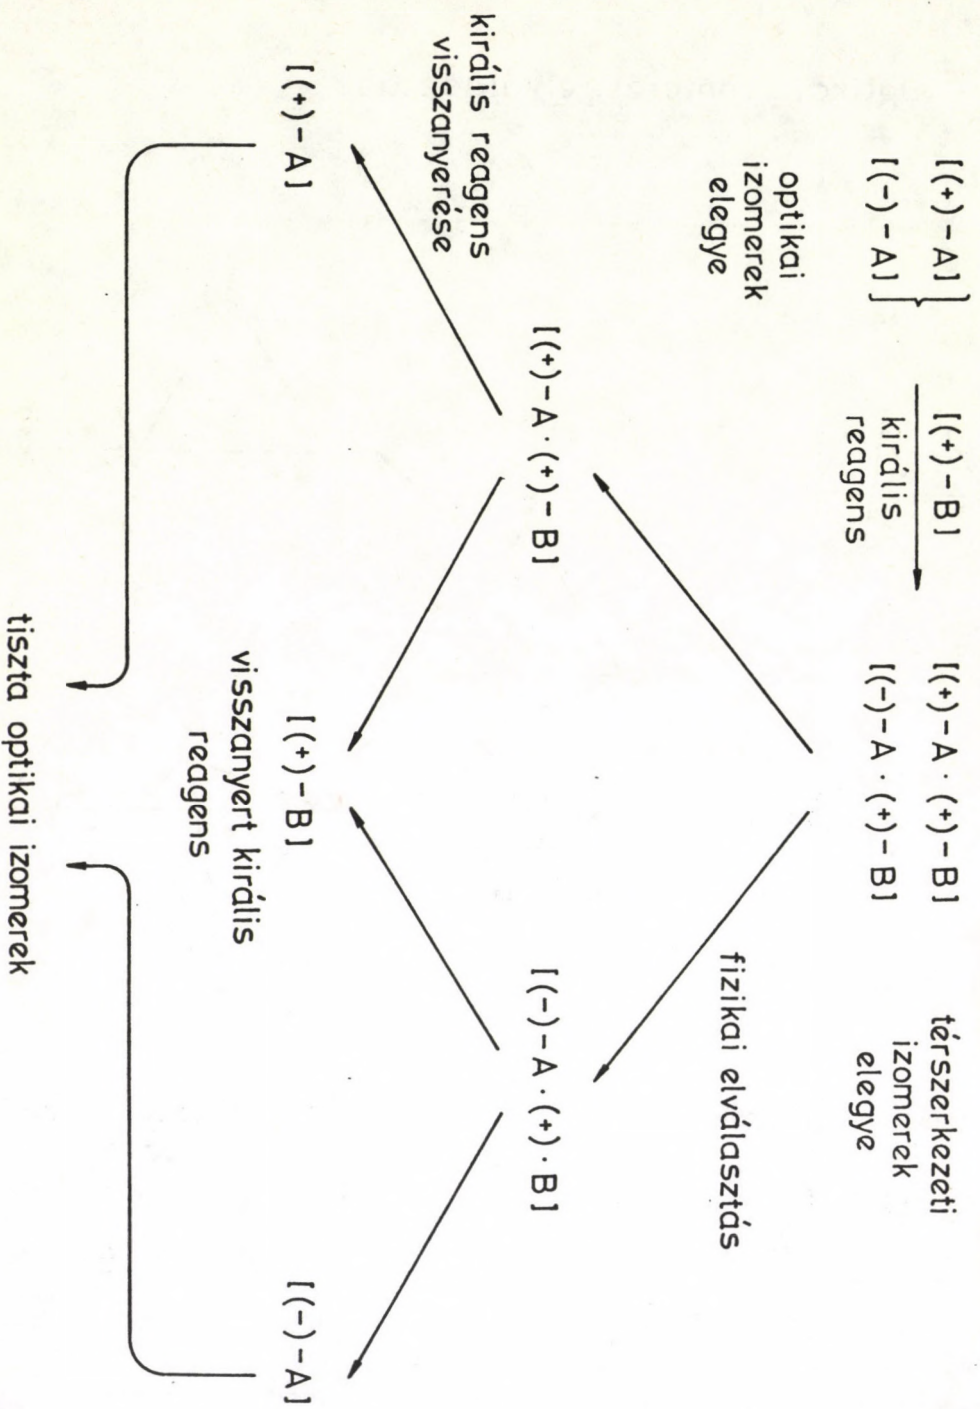 [(+)-A]
[(-)-A]
optikai
izomerek
elegye
[(+)-B]
királis
reagens
[(+)-A·(+)-B]
[(-)-A·(+)-B]
térszerkezeti
izomerek
elegye
fizikai elválasztás
[(+)-A·(+)-B]
[(-)-A·(+)·B]
királis reagens
visszanyerése
[(+)-A]
[(+)-B]
[(-)-A]
visszanyert királis
reagens
tiszta optikai izomerek